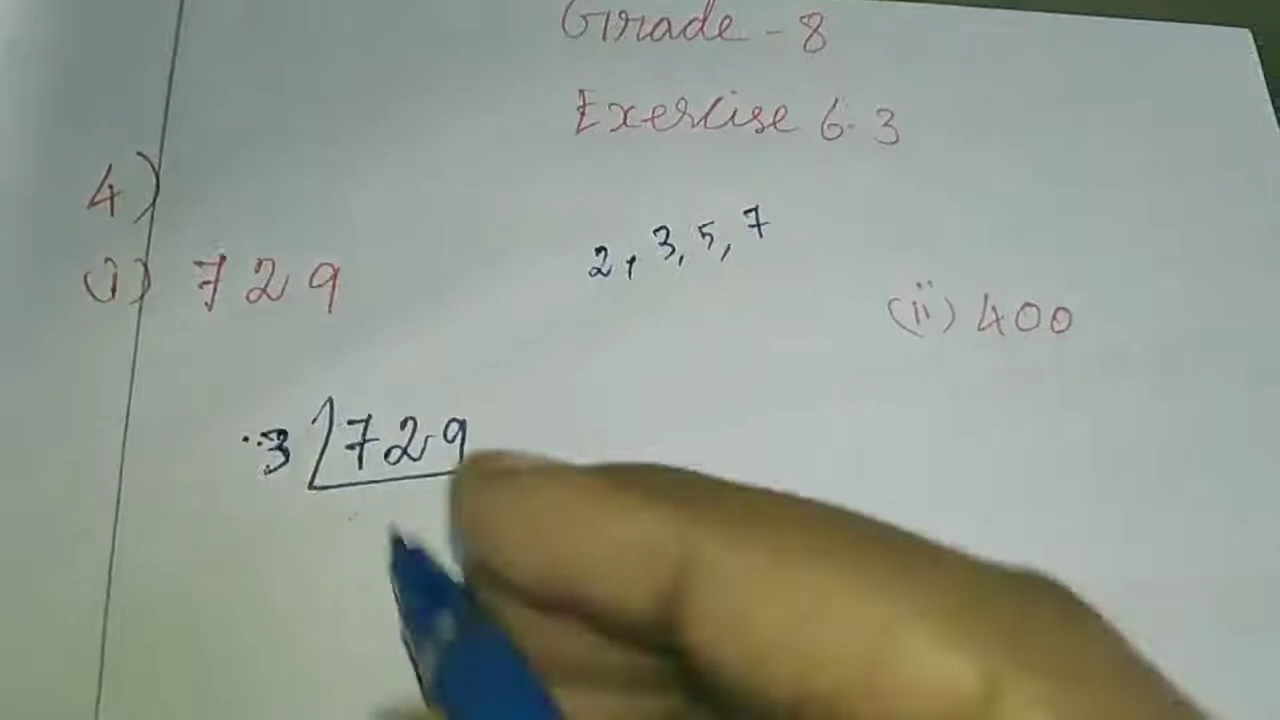 Grade - 8
Exercise 6.3
4)
i) 729
2, 3, 5, 7
(ii) 400
3 729